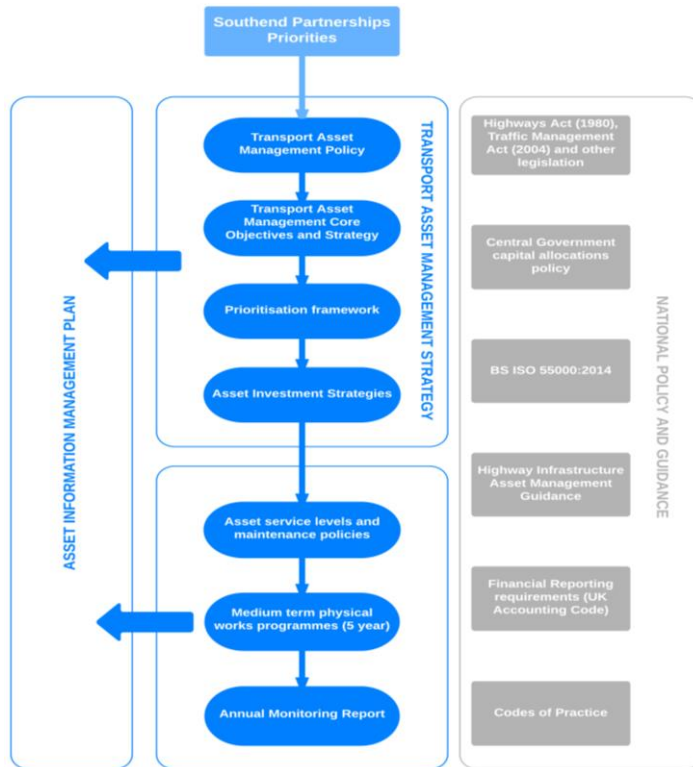 Southend Partnerships
Priorities
Transport Asset
Management Policy
Transport Asset
Management Core
Objectives and Strategy
Prioritisation framework
Asset Investment Strategies
TRANSPORT ASSET MANAGEMENT STRATEGY
Asset service levels and
maintenance policies
Medium term physical
works programmes (5 year)
Annual Monitoring Report
ASSET INFORMATION MANAGEMENT PLAN
Highways Act (1980),
Traffic Management
Act (2004) and other
legislation
Central Government
capital allocations
policy
BS ISO 55000:2014
Highway Infrastructure
Asset Management
Guidance
Financial Reporting
requirements (UK
Accounting Code)
Codes of Practice
NATIONAL POLICY AND GUIDANCE